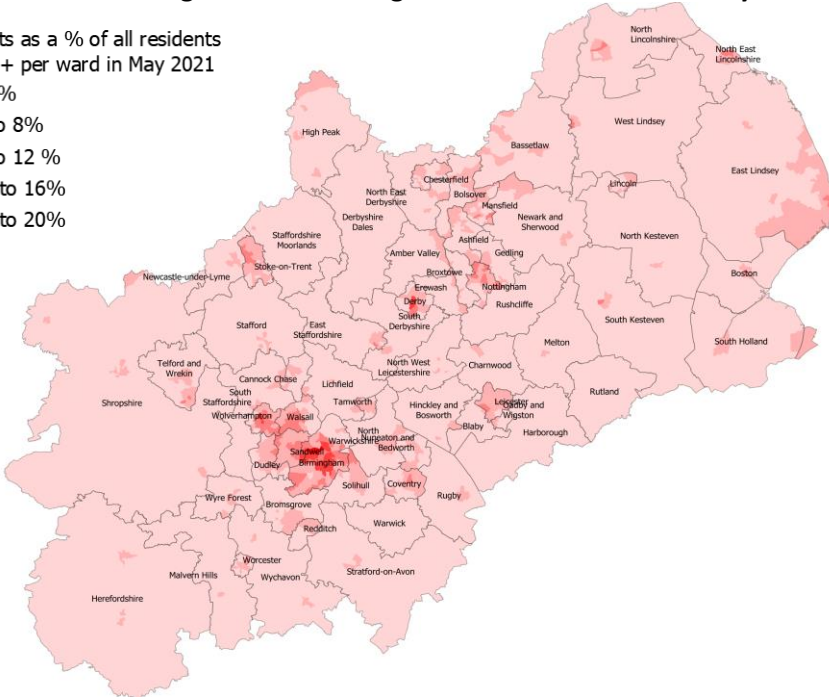 ts as a % of all residents
+ per ward in May 2021
%
o 8%
o 12 %
to 16%
to 20%
North
Lincolnshire
North East
Lincolnshire
High Peak
Bassetlaw
West Lindsey
East Lindsey
Chesterfield
North East
Derbyshire
Bolsover
Lincoln
Mansfield
Derbyshire
Dales
Newark and
Sherwood
North Kesteven
Staffordshire
Moorlands
Ashfield
Amber Valley
Gedling
Stoke-on-Trent
Newcastle-under-Lyme
Broxtowe
Boston
Erewash
Nottingham
Derby
Rushcliffe
South
Derbyshire
South Kesteven
Stafford
East
Staffordshire
South Holland
Melton
Telford and
Wrekin
North West
Leicestershire
Charnwood
Cannock Chase
Lichfield
Rutland
South
Staffordshire
Shropshire
Tamworth
Hinckley and
Bosworth
Leicester
Oadby and
Wigston
Wolverhampton
Walsall
Blaby
Harborough
North
Warwickshire
Nuneaton and
Bedworth
Sandwell
Birmingham
Dudley
Solihull
Coventry
Rugby
Wyre Forest
Bromsgrove
Redditch
Warwick
Worcester
Malvern Hills
Wychavon
Stratford-on-Avon
Herefordshire